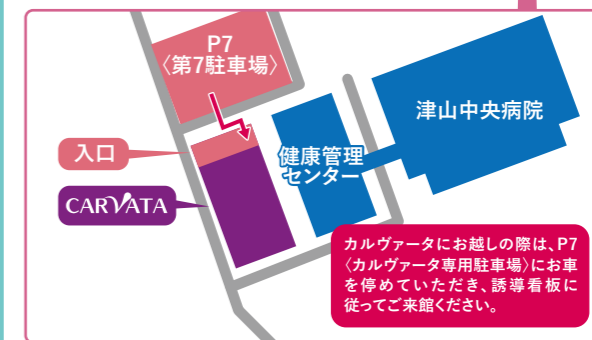 P7
〈第7駐車場〉
津山中央病院
入口
健康管理
センター
CARVATA
カルヴァータにお越しの際は、P7
〈カルヴァータ専用駐車場〉にお車
を停めていただき、誘導看板に
従ってご来館ください。